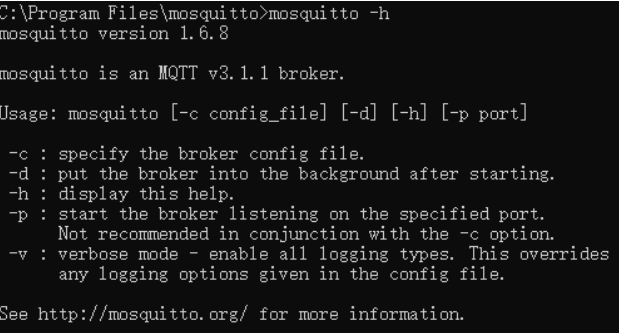 C:\Program Files\mosquitto>mosquitto -h
mosquitto version 1.6.8
mosquitto is an MQTT v3.1.1 broker.
Usage: mosquitto [-c config_file] [-d] [-h] [-p port]
-c : specify the broker config file.
-d : put the broker into the background after starting.
-h : display this help.
-p : start the broker listening on the specified port.
Not recommended in conjunction with the -c option.
-v : verbose mode - enable all logging types. This overrides
any logging options given in the config file.
See http://mosquitto.org/ for more information.